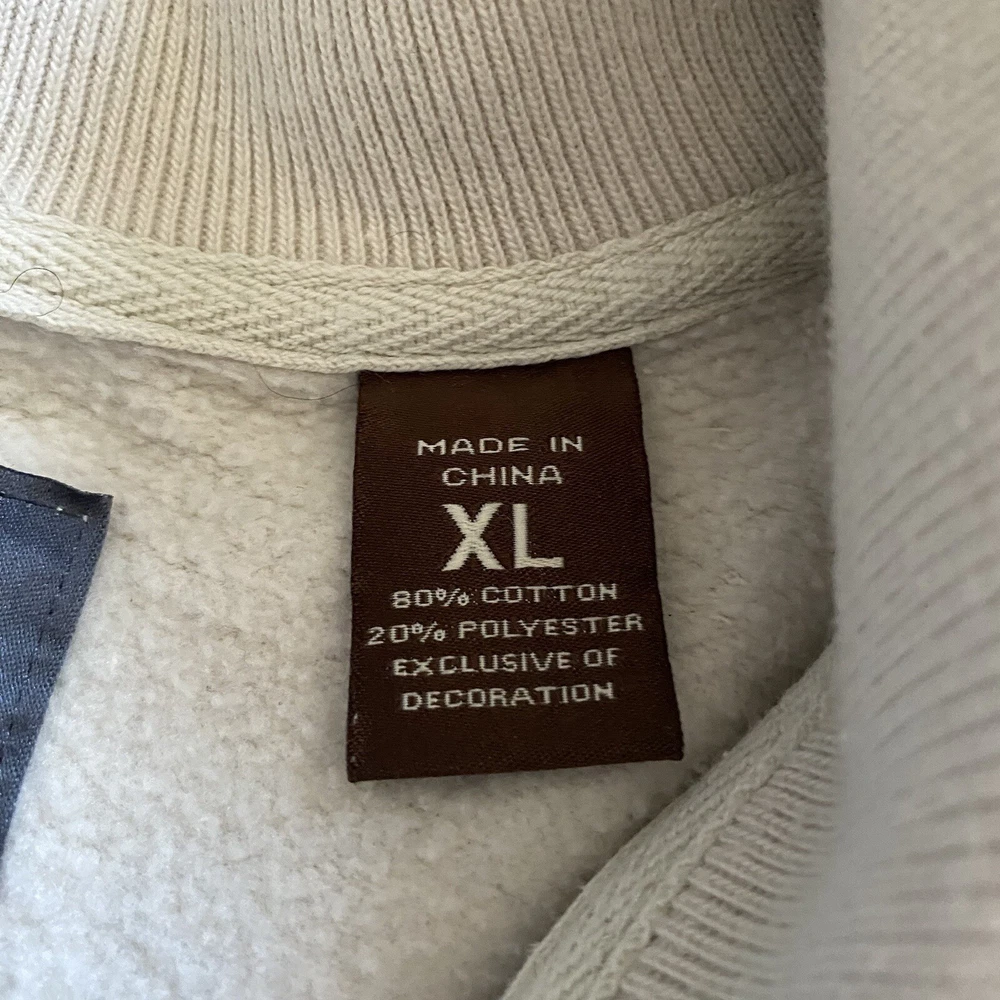 MADE IN
CHINA
XL
80% COTTON
20% POLYESTER
EXCLUSIVE OF
DECORATION